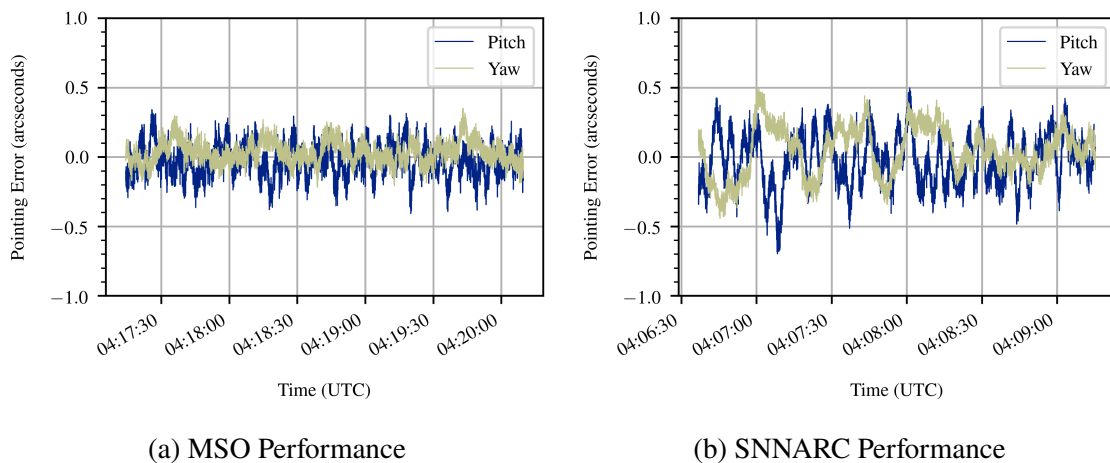 1.0
0.5
0.0
−0.5
−1.0
Pointing Error (arcseconds)
Pitch
Yaw
04:17:30
04:18:00
04:18:30
04:19:00
04:19:30
04:20:00
Time (UTC)
(a) MSO Performance
1.0
0.5
0.0
−0.5
−1.0
Pointing Error (arcseconds)
Pitch
Yaw
04:06:30
04:07:00
04:07:30
04:08:00
04:08:30
04:09:00
Time (UTC)
(b) SNNARC Performance